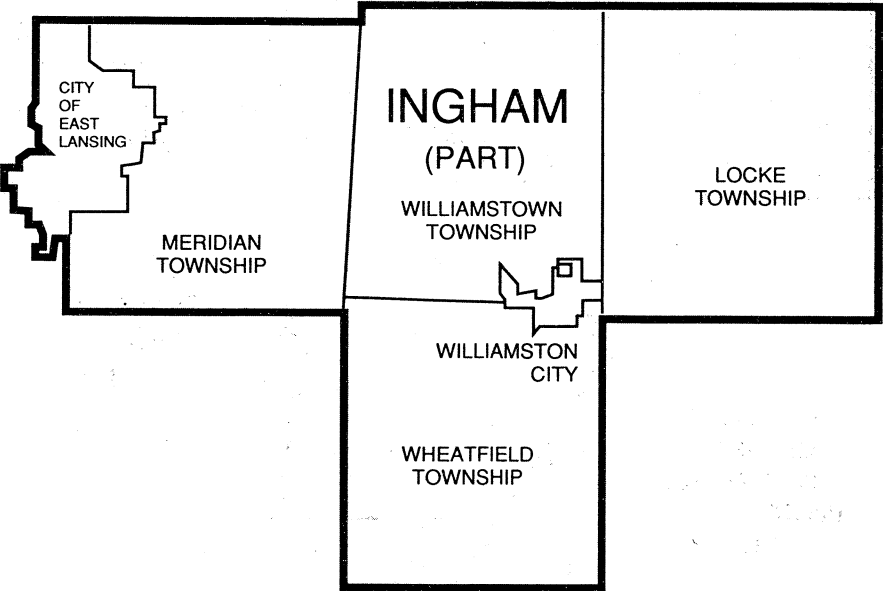 CITY
OF
EAST
LANSING
INGHAM
(PART)
WILLIAMSTOWN
TOWNSHIP
LOCKE
TOWNSHIP
MERIDIAN
TOWNSHIP
WILLIAMSTON
CITY
WHEATFIELD
TOWNSHIP